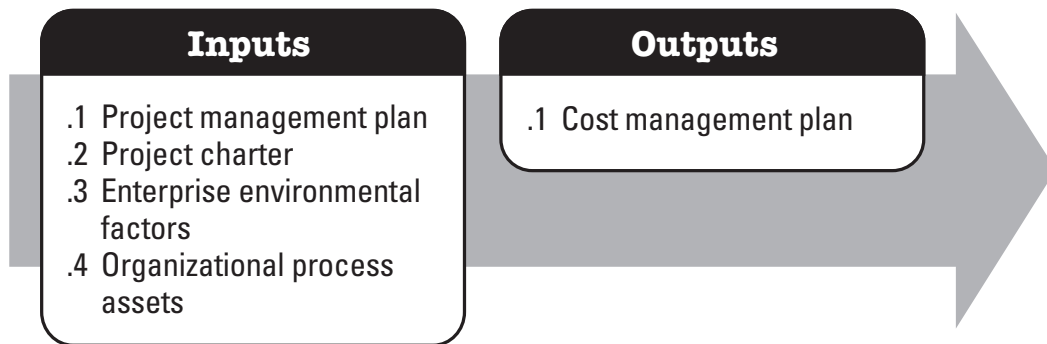 Inputs
.1 Project management plan
.2 Project charter
.3 Enterprise environmental
factors
.4 Organizational process
assets
Outputs
.1 Cost management plan